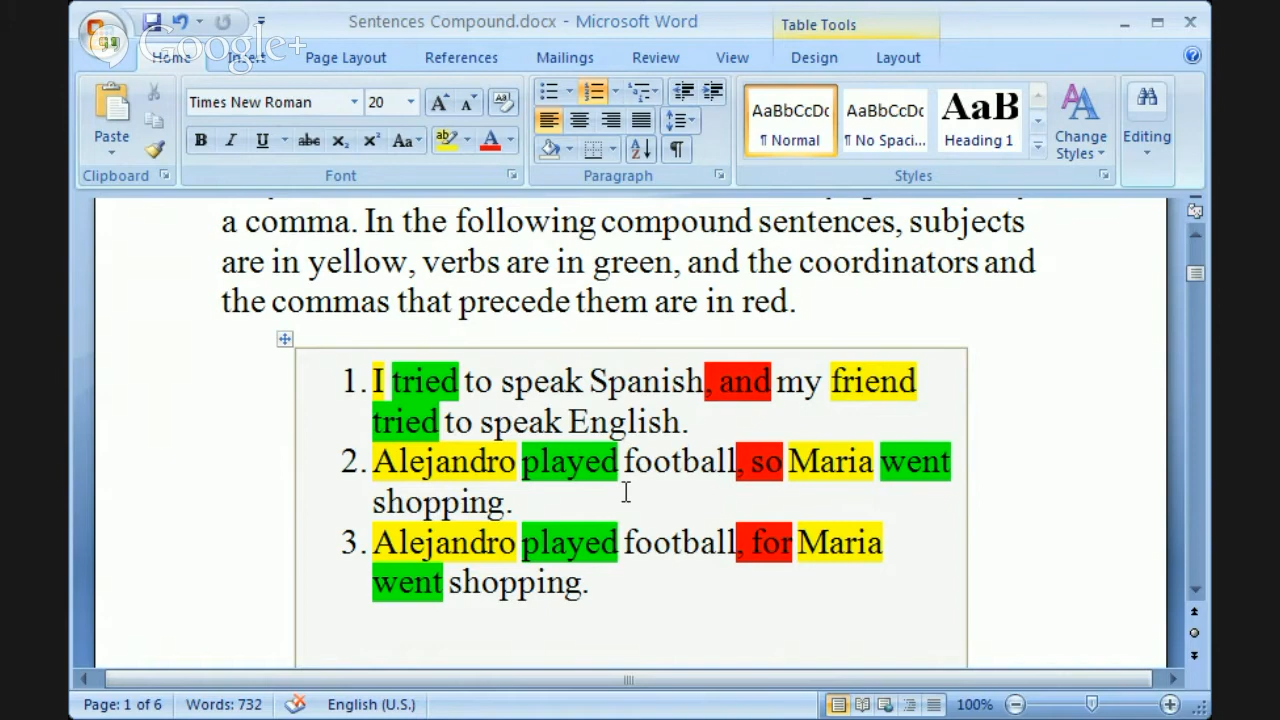 Sentences Compound.docx - Microsoft Word
Table Tools
Google+
Home Insert Page Layout References Mailings Review View Design Layout
Times New Roman 20
Paste
AaBbCcDc AaBbCcDc AaB
¶ Normal ¶ No Spaci... Heading 1
Change Styles
Editing
Clipboard Font Paragraph Styles
a comma. In the following compound sentences, subjects
are in yellow, verbs are in green, and the coordinators and
the commas that precede them are in red.
1. I tried to speak Spanish, and my friend
tried to speak English.
2. Alejandro played football, so Maria went
shopping.
3. Alejandro played football, for Maria
went shopping.
Page: 1 of 6 Words: 732 English (U.S.) 100%